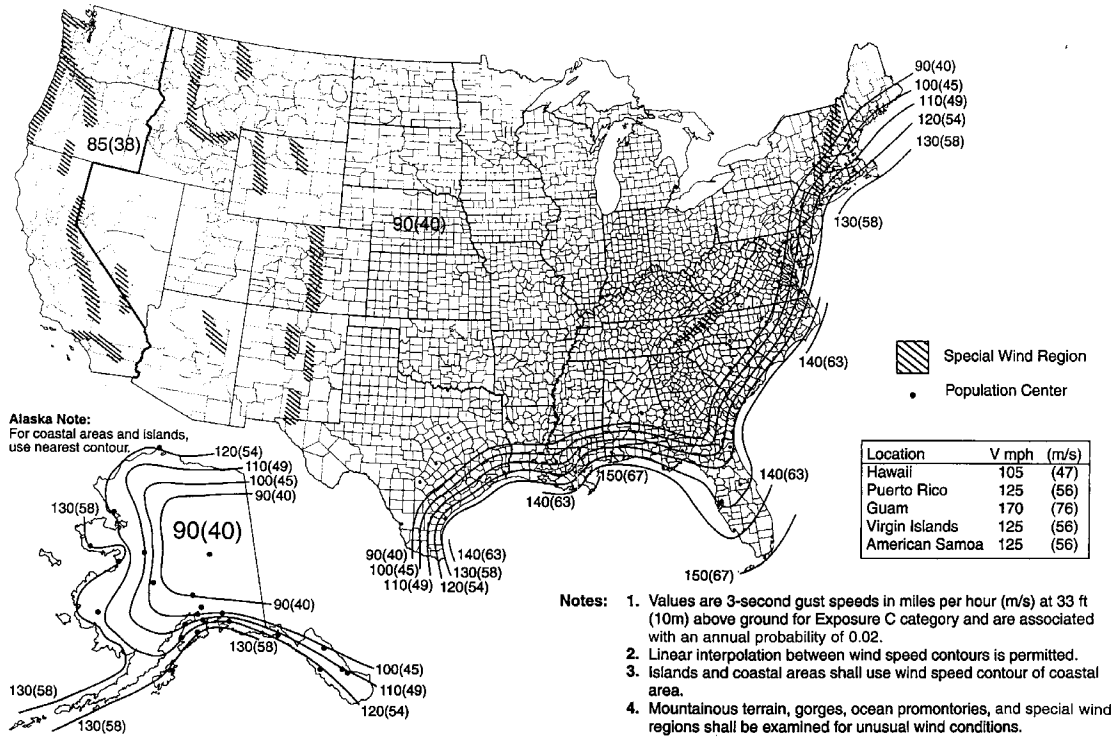 90(40)
100(45)
110(49)
120(54)
130(58)
85(38)
90(40)
130(58)
140(63)
Special Wind Region
Population Center
Location V mph (m/s)
Hawaii 105 (47)
Puerto Rico 125 (56)
Guam 170 (76)
Virgin Islands 125 (56)
American Samoa 125 (56)
Alaska Note:
For coastal areas and islands,
use nearest contour.
120(54)
110(49)
100(45)
90(40)
130(58)
90(40)
90(40)
130(58)
100(45)
110(49)
120(54)
130(58)
130(58)
90(40)
100(45)
110(49)
140(63)
130(58)
120(54)
140(63)
150(67)
140(63)
150(67)
Notes: 1. Values are 3-second gust speeds in miles per hour (m/s) at 33 ft
(10m) above ground for Exposure C category and are associated
with an annual probability of 0.02.
2. Linear interpolation between wind speed contours is permitted.
3. Islands and coastal areas shall use wind speed contour of coastal
area.
4. Mountainous terrain, gorges, ocean promontories, and special wind
regions shall be examined for unusual wind conditions.